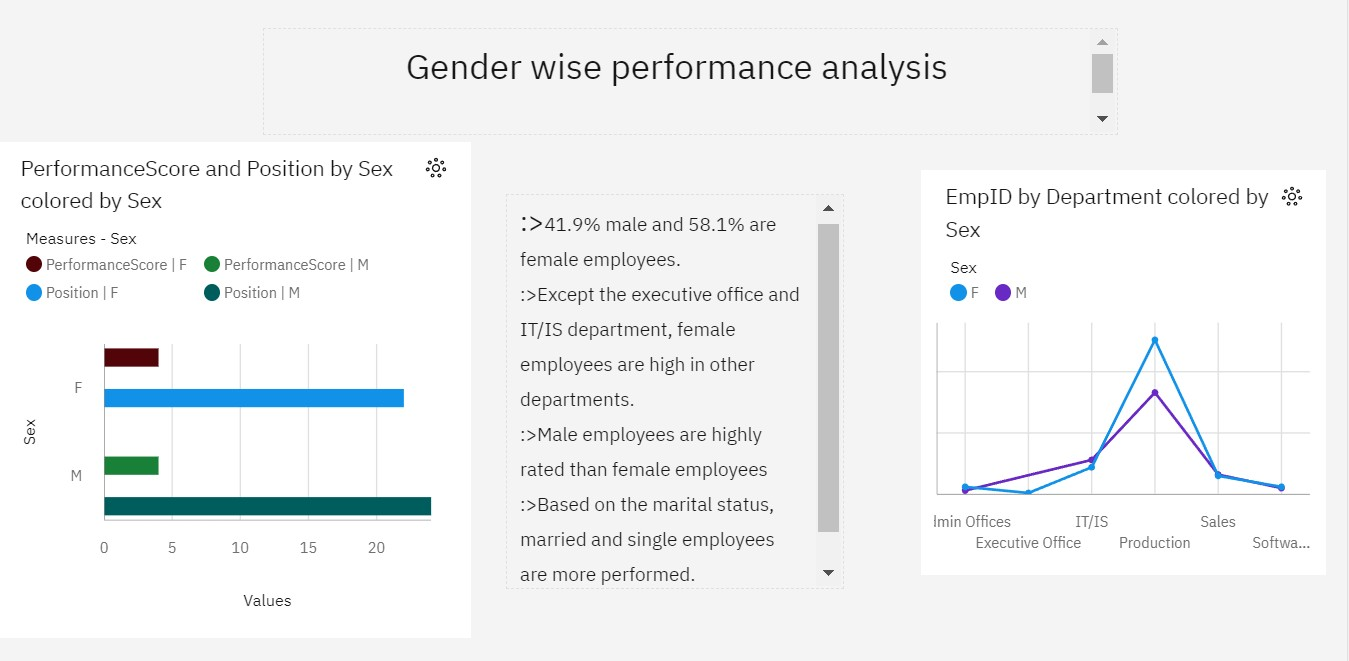 Gender wise performance analysis
PerformanceScore and Position by Sex
colored by Sex
Measures - Sex
PerformanceScore | F
PerformanceScore | M
Position | F
Position | M
Sex
F
M
0
5
10
15
20
Values
:>41.9% male and 58.1% are
female employees.
:>Except the executive office and
IT/IS department, female
employees are high in other
departments.
:>Male employees are highly
rated than female employees
:>Based on the marital status,
married and single employees
are more performed.
EmpID by Department colored by
Sex
Sex
F
M
lmin Offices
IT/IS
Sales
Executive Office
Production
Softwa...